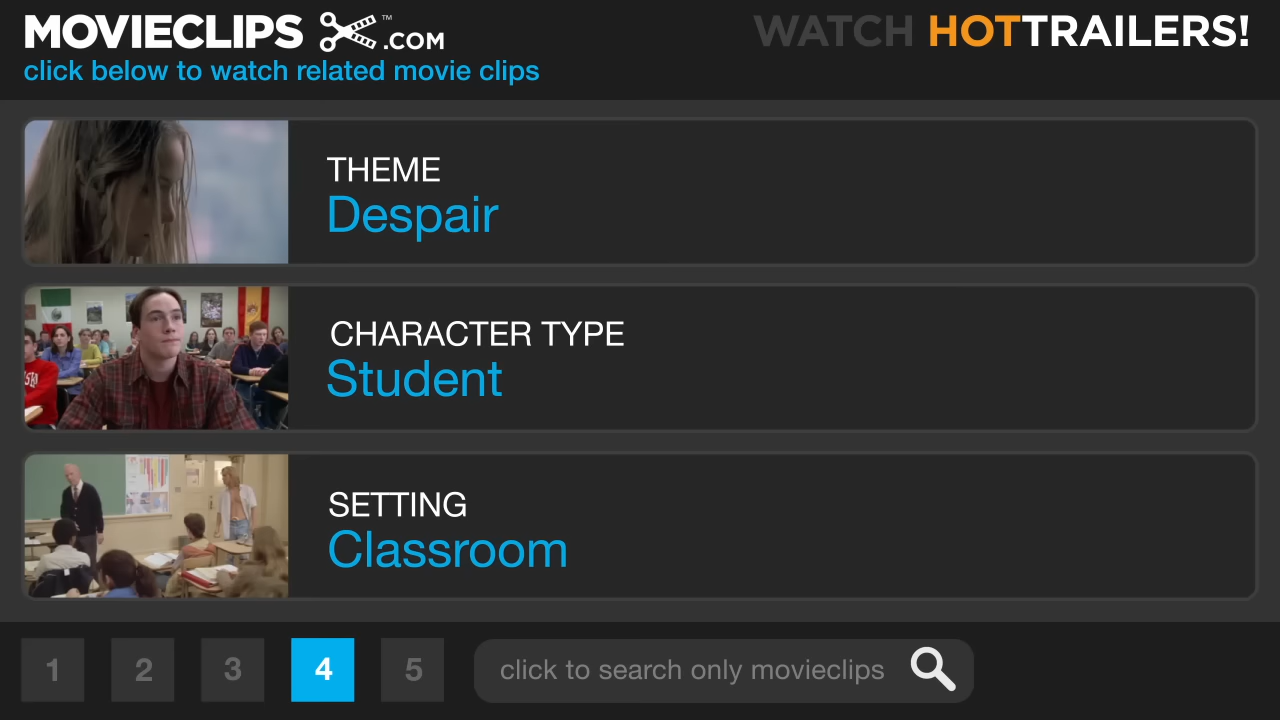 MOVIECLIPS ™ .COM
WATCH HOTTRAILERS!
click below to watch related movie clips
THEME
Despair
CHARACTER TYPE
Student
SETTING
Classroom
1 2 3 4 5
click to search only movieclips